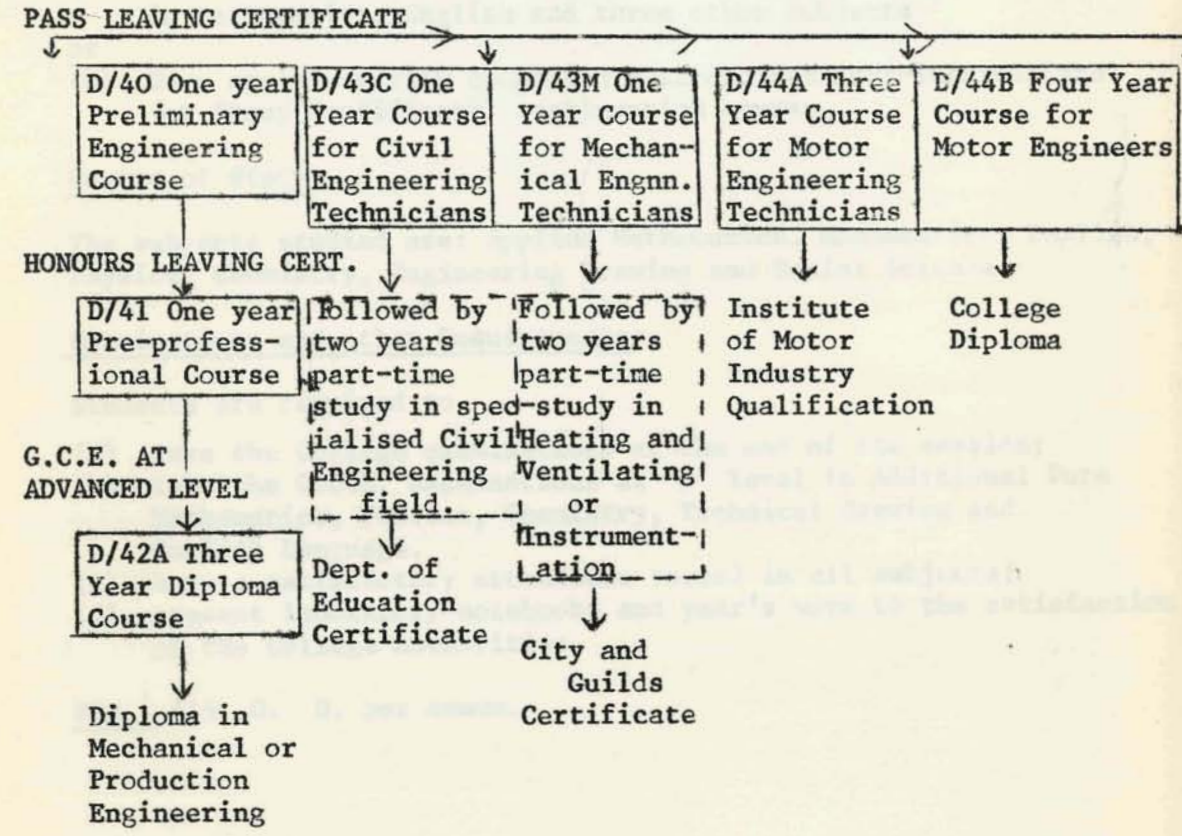 PASS LEAVING CERTIFICATE
D/40 One year
Preliminary
Engineering
Course
D/43C One
Year Course
for Civil
Engineering
Technicians
D/43M One
Year Course
for Mechan-
ical Engnn.
Technicians
D/44A Three
Year Course
for Motor
Engineering
Technicians
D/44B Four Year
Course for
Motor Engineers
HONOURS LEAVING CERT.
D/41 One year
Pre-profess-
ional Course
Followed by
two years
part-time
study in spec-
ialised Civil
Engineering
field.
Followed by
two years
part-time
study in
Heating and
Ventilating
or
Instrument-
ation
Institute
of Motor
Industry
Qualification
College
Diploma
G.C.E. AT
ADVANCED LEVEL
D/42A Three
Year Diploma
Course
Dept. of
Education
Certificate
City and
Guilds
Certificate
Diploma in
Mechanical or
Production
Engineering